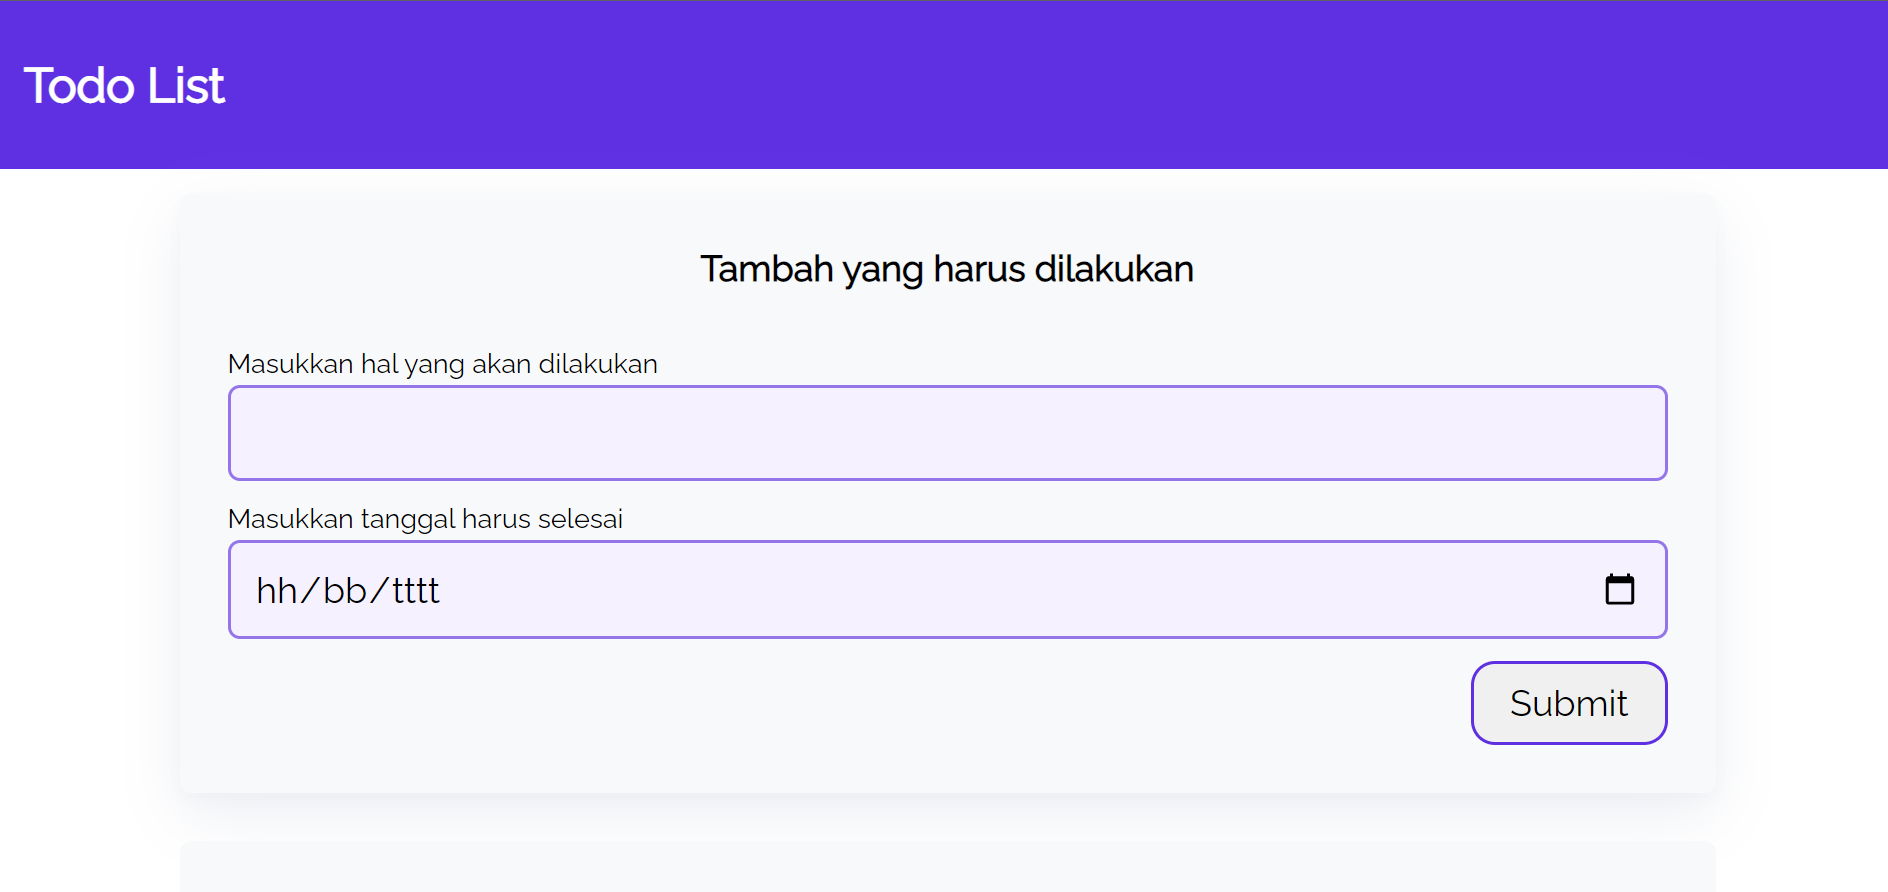 Todo List
Tambah yang harus dilakukan
Masukkan hal yang akan dilakukan
Masukkan tanggal harus selesai
hh/bb/tttt
Submit